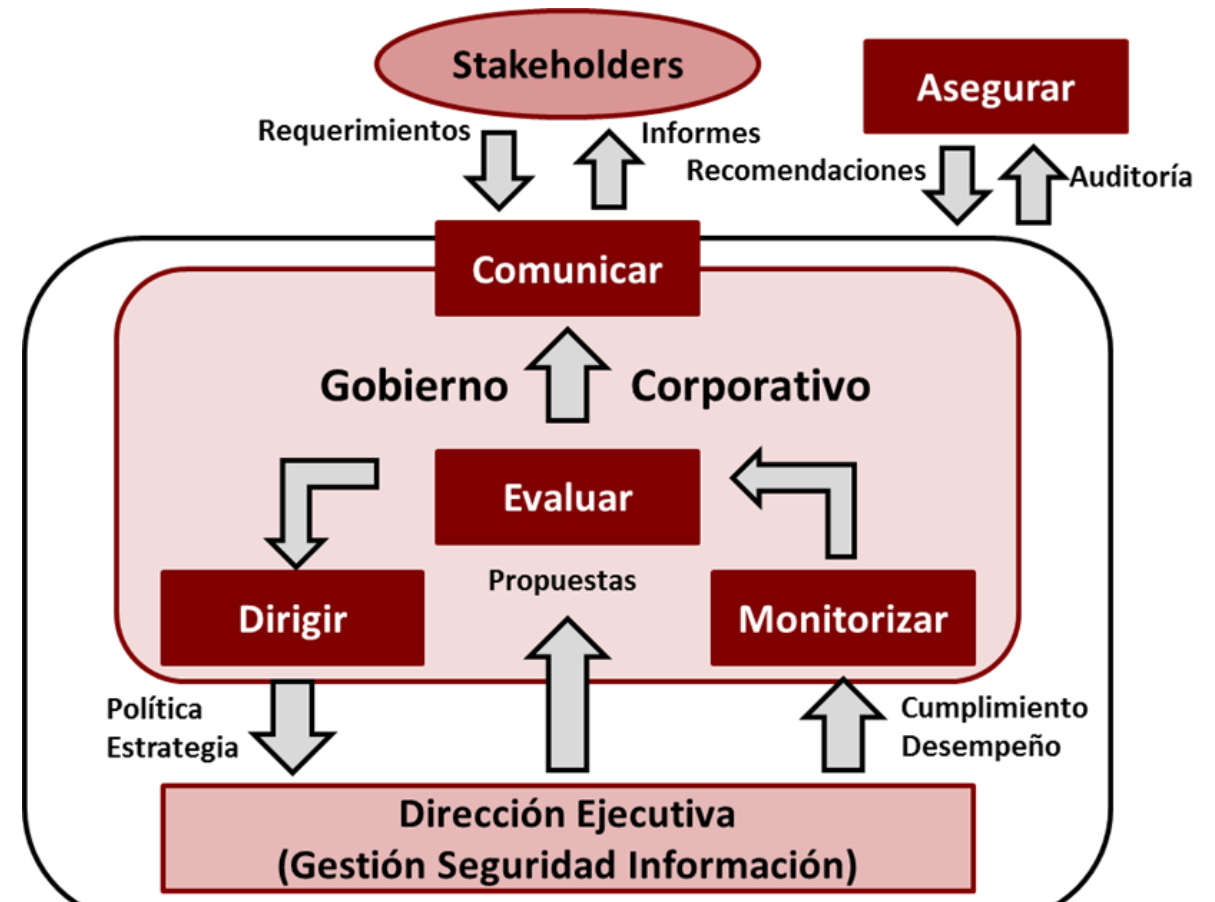 Stakeholders
Asegurar
Requerimientos
Informes
Recomendaciones
Auditoría
Comunicar
Gobierno Corporativo
Evaluar
Dirigir
Propuestas
Monitorizar
Política
Estrategia
Cumplimiento
Desempeño
Dirección Ejecutiva
(Gestión Seguridad Información)